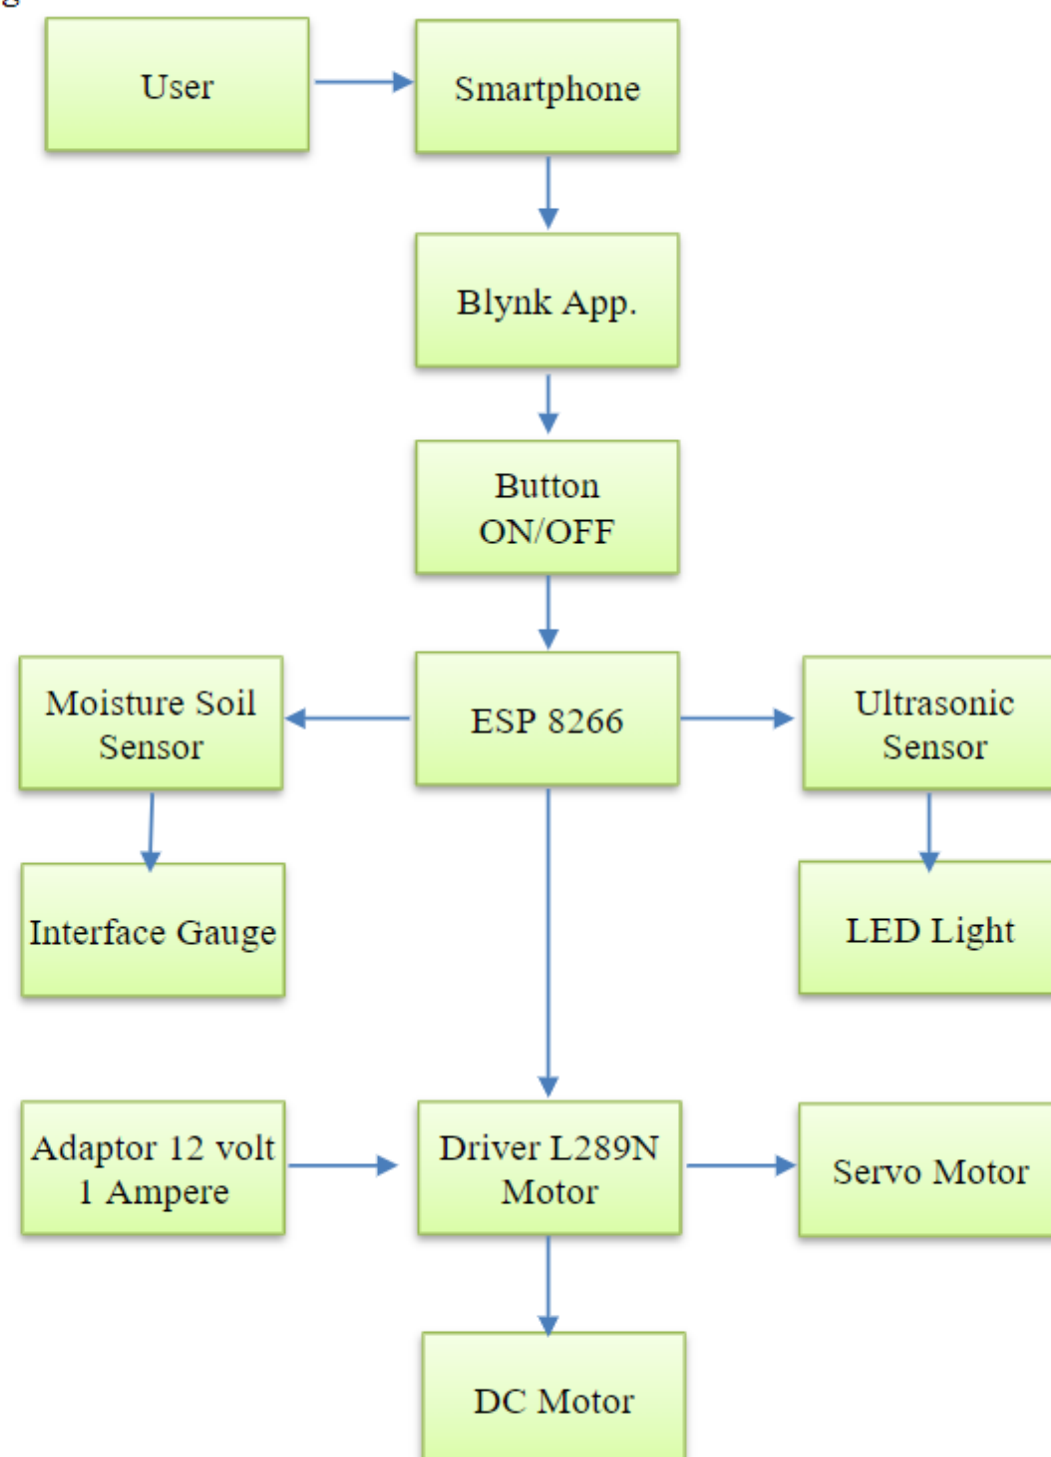 User
Smartphone
Blynk App.
Button
ON/OFF
Moisture Soil
Sensor
ESP 8266
Ultrasonic
Sensor
Interface Gauge
LED Light
Adaptor 12 volt
1 Ampere
Driver L289N
Motor
Servo Motor
DC Motor